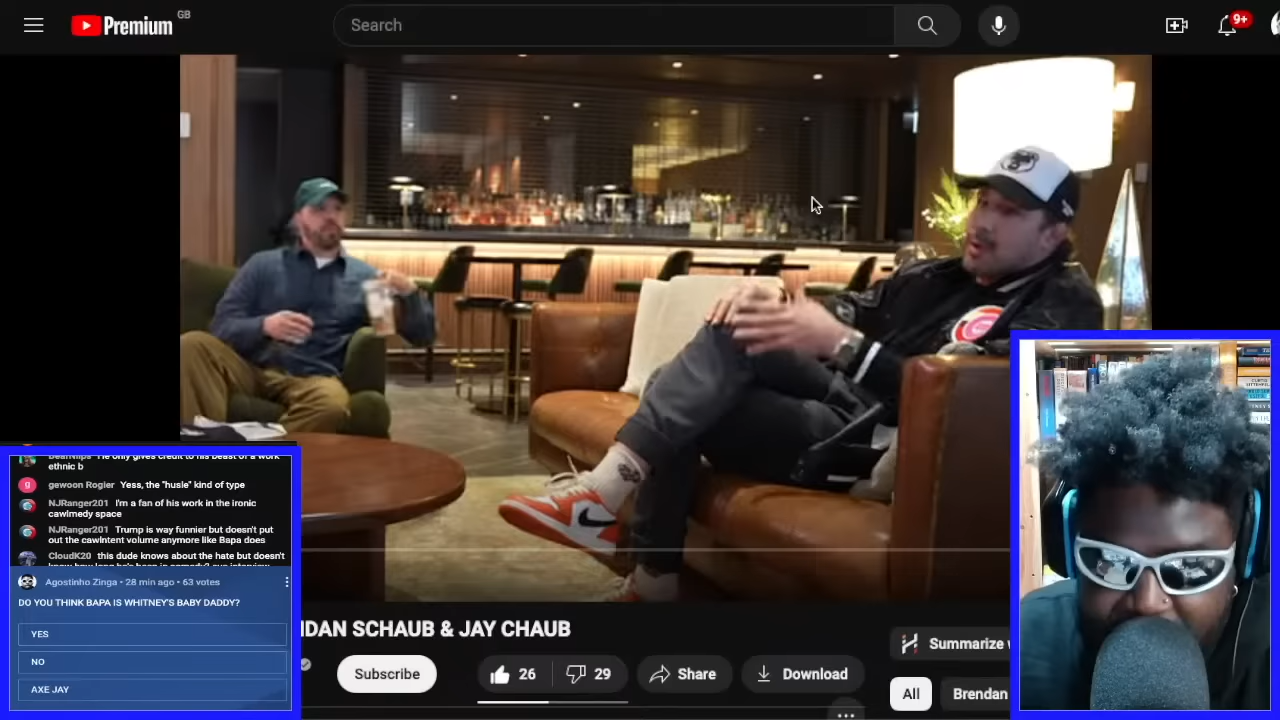 Premium
GB
Search
9+
He only gives credit to his beast of a work
ethnic b
gewoon Rogier Yess, the "husle" kind of type
NJRanger201 I'm a fan of his work in the ironic
cawlmedy space
NJRanger201 Trump is way funnier but doesn't put
out the cawlntent volume anymore like Bapa does
CloudK20 this dude knows about the hate but doesn't
Agostinho Zinga • 28 min ago • 63 votes
DO YOU THINK BAPA IS WHITNEY'S BABY DADDY?
YES
NO
AXE JAY
IDAN SCHAUB & JAY CHAUB
Subscribe
26
29
Share
Download
Summarize
All
Brendan